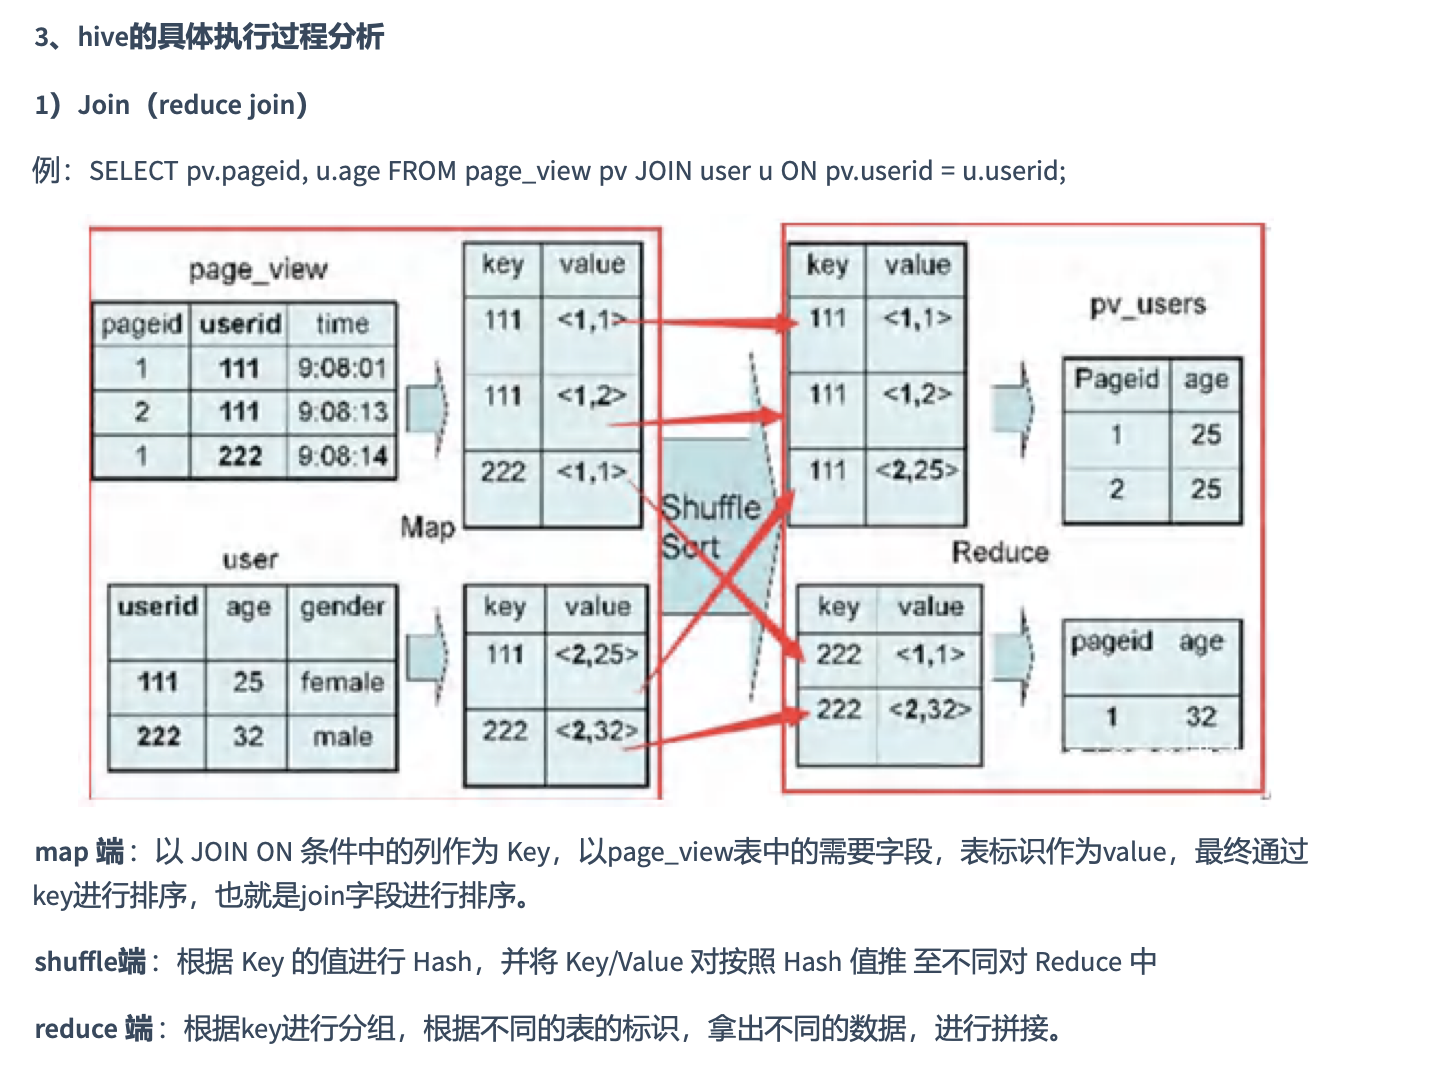 3、hive的具体执行过程分析
1）Join（reduce join）
例：SELECT pv.pageid, u.age FROM page_view pv JOIN user u ON pv.userid = u.userid;
page_view
pageid userid time
1 111 9:08:01
2 111 9:08:13
1 222 9:08:14
key value
111 <1,1>
111 <1,2>
222 <1,1>
Map
user
userid age gender
111 25 female
222 32 male
key value
111 <2,25>
222 <2,32>
Shuffle
Sort
key value
111 <1,1>
111 <1,2>
111 <2,25>
Reduce
key value
222 <1,1>
222 <2,32>
pv_users
Pageid age
1 25
2 25
pageid age
1 32
map 端：以 JOIN ON 条件中的列作为 Key，以page_view表中的需要字段，表标识作为value，最终通过
key进行排序，也就是join字段进行排序。
shuffle端：根据 Key 的值进行 Hash，并将 Key/Value 对按照 Hash 值推 至不同对 Reduce 中
reduce 端：根据key进行分组，根据不同的表的标识，拿出不同的数据，进行拼接。